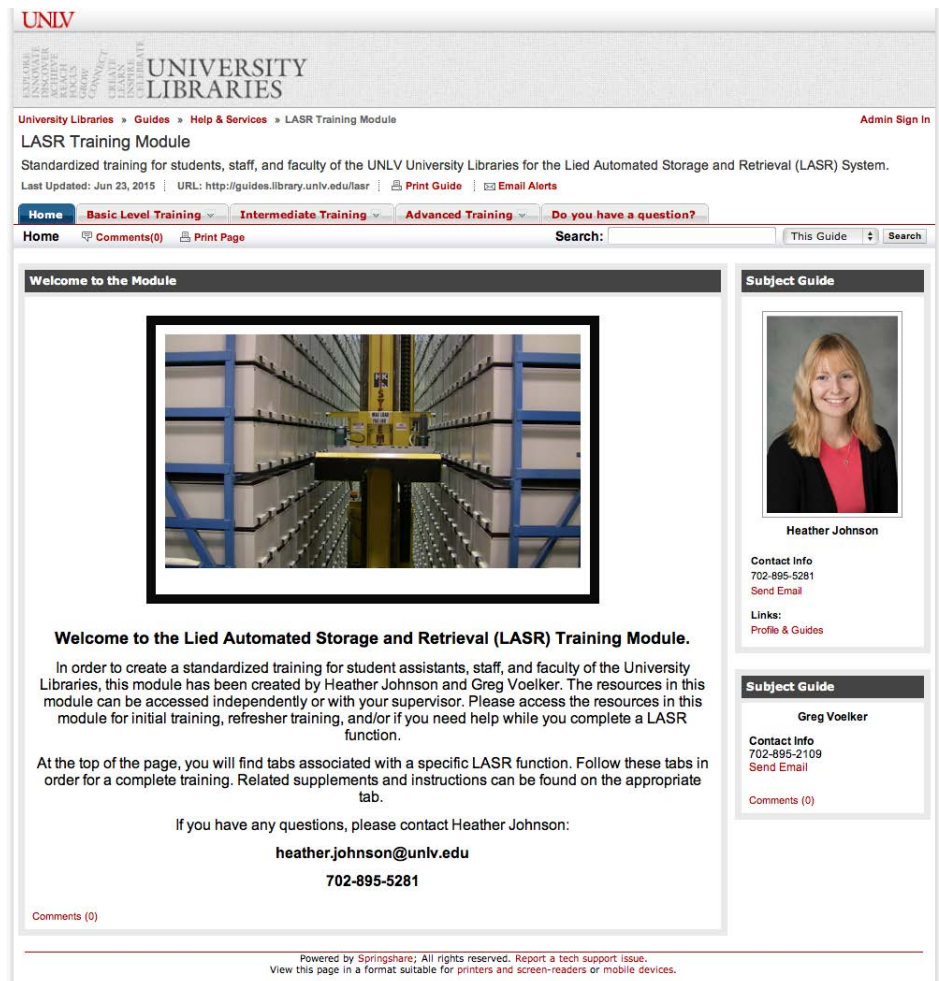 UNLV
EXPLORE
INNOVATE
DISCOVER
ACHIEVE
REACH
FOCUS
GROW
CONNECT
CREATE
LEARN
INSPIRE
CELEBRATE
UNIVERSITY
LIBRARIES
University Libraries » Guides » Help & Services » LASR Training Module Admin Sign In
LASR Training Module
Standardized training for students, staff, and faculty of the UNLV University Libraries for the Lied Automated Storage and Retrieval (LASR) System.
Last Updated: Jun 23, 2015 URL: http://guides.library.unlv.edu/lasr Print Guide Email Alerts
Home Basic Level Training Intermediate Training Advanced Training Do you have a question?
Home Comments(0) Print Page Search: This Guide Search
Welcome to the Module
HK
Welcome to the Lied Automated Storage and Retrieval (LASR) Training Module.
In order to create a standardized training for student assistants, staff, and faculty of the University
Libraries, this module has been created by Heather Johnson and Greg Voelker. The resources in this
module can be accessed independently or with your supervisor. Please access the resources in this
module for initial training, refresher training, and/or if you need help while you complete a LASR
function.
At the top of the page, you will find tabs associated with a specific LASR function. Follow these tabs in
order for a complete training. Related supplements and instructions can be found on the appropriate
tab.
If you have any questions, please contact Heather Johnson:
heather.johnson@unlv.edu
702-895-5281
Comments (0)
Subject Guide
Heather Johnson
Contact Info
702-895-5281
Send Email
Links:
Profile & Guides
Subject Guide
Greg Voelker
Contact Info
702-895-2109
Send Email
Comments (0)
Powered by Springshare; All rights reserved. Report a tech support issue.
View this page in a format suitable for printers and screen-readers or mobile devices.